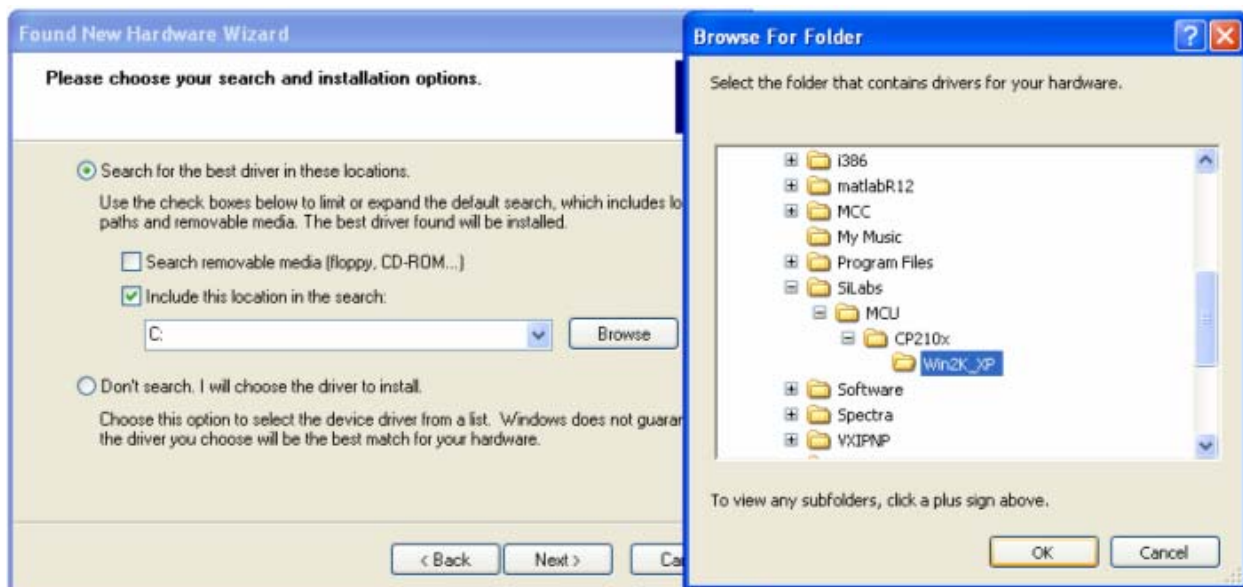 Found New Hardware Wizard
Please choose your search and installation options.
Search for the best driver in these locations.
Use the check boxes below to limit or expand the default search, which includes lo
paths and removable media. The best driver found will be installed.
Search removable media (floppy, CD-ROM...)
Include this location in the search:
C:
Browse
Don't search. I will choose the driver to install.
Choose this option to select the device driver from a list. Windows does not guarar
the driver you choose will be the best match for your hardware.
< Back
Next >
Ca
Browse For Folder
Select the folder that contains drivers for your hardware.
i386
matlabR12
MCC
My Music
Program Files
SiLabs
MCU
CP210x
Win2K_XP
Software
Spectra
VXIPNP
To view any subfolders, click a plus sign above.
OK
Cancel